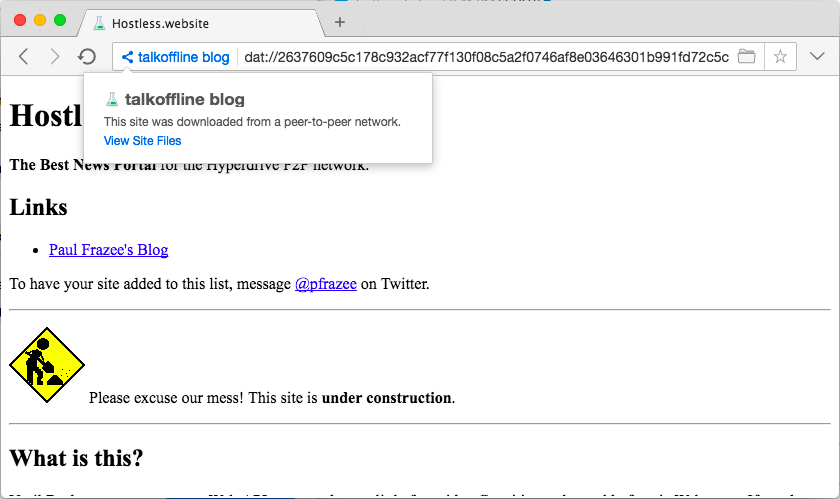 Hostless.website
talkoffline blog
dat://2637609c5c178c932acf77f130f08c5a2f0746af8e03646301b991fd72c5c
talkoffline blog
This site was downloaded from a peer-to-peer network.
View Site Files
Hostl
The Best News Portal for the Hyperdrive P2P network.
Links
Paul Frazee's Blog
To have your site added to this list, message @pfrazee on Twitter.
Please excuse our mess! This site is under construction.
What is this?